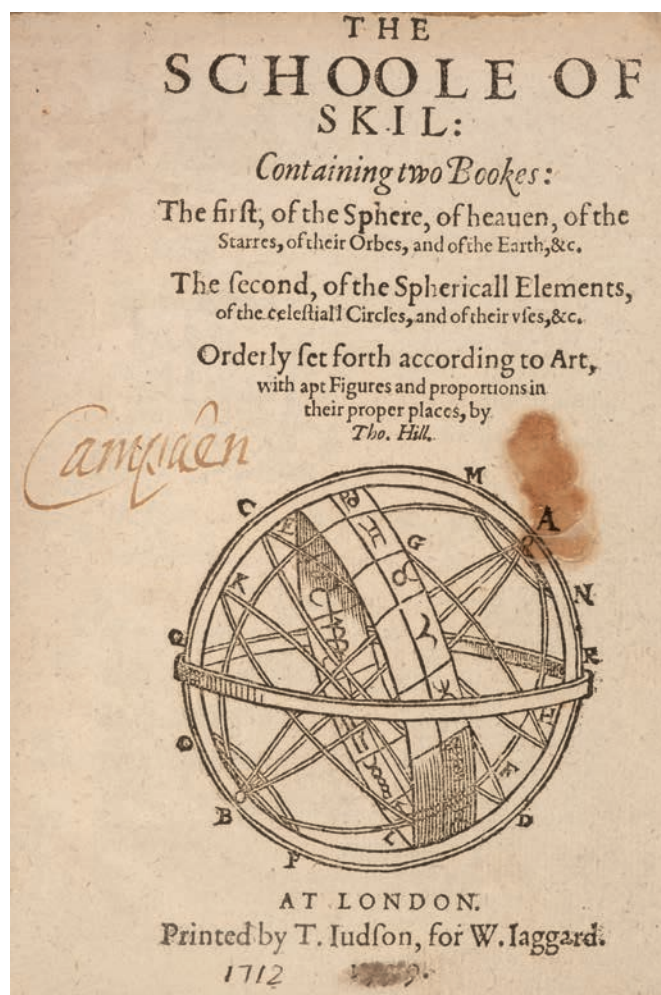 THE
SCHOOLE OF
SKIL:
Containing two Bookes:
The firſt, of the Sphere, of heauen, of the
Starres, of their Orbes, and of the Earth, &c.
The ſecond, of the Sphericall Elements,
of the celeſtiall Circles, and of their vſes, &c.
Orderly ſet forth according to Art,
with apt Figures and proportions in
their proper places, by
Tho. Hill.
Campden
M
A
C
E
G
N
B
D
F
L
AT LONDON.
Printed by T. Iudſon, for W. Iaggard.
1712